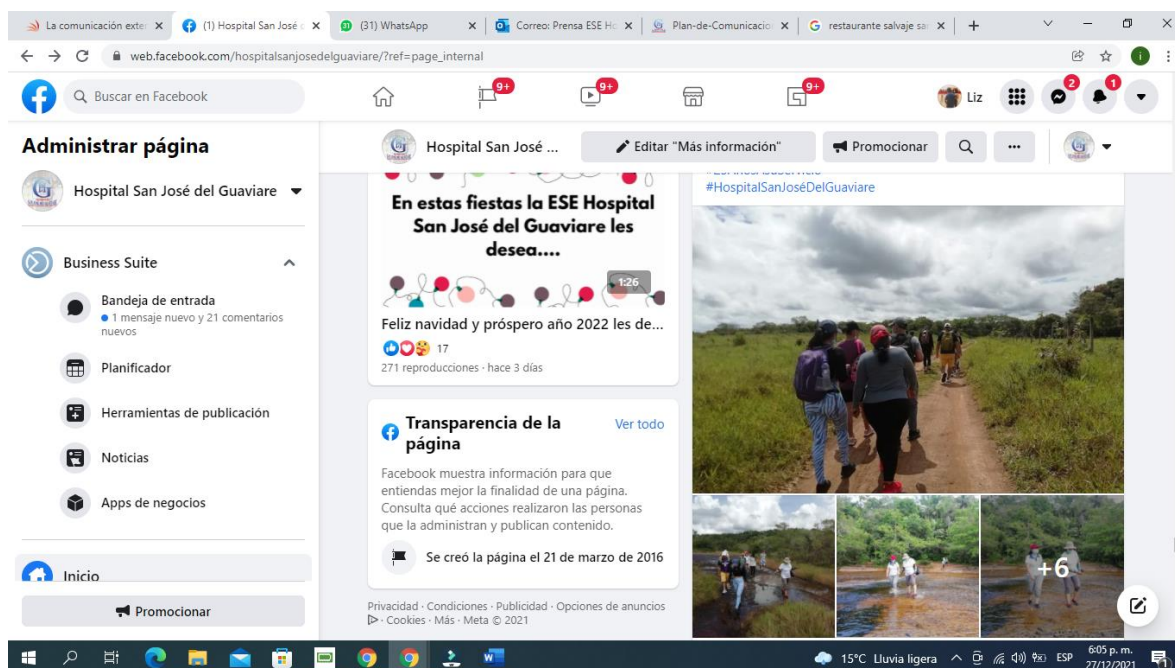 La comunicación exter
(1) Hospital San José d
(31) WhatsApp
Correo: Prensa ESE Ho
Plan-de-Comunicacio
restaurante salvaje sa
web.facebook.com/hospitalsanjosedelguaviare/?ref=page_internal
Buscar en Facebook
9+
9+
9+
Liz
2
1
Administrar página
Hospital San José del Guaviare
Business Suite
Bandeja de entrada
1 mensaje nuevo y 21 comentarios
nuevos
Planificador
Herramientas de publicación
Noticias
Apps de negocios
Inicio
Promocionar
Hospital San José ...
Editar "Más información"
Promocionar
En estas fiestas la ESE Hospital
San José del Guaviare les
desea....
1:26
Feliz navidad y próspero año 2022 les de...
17
271 reproducciones · hace 3 días
Transparencia de la
página
Ver todo
Facebook muestra información para que
entiendas mejor la finalidad de una página.
Consulta qué acciones realizaron las personas
que la administran y publican contenido.
Se creó la página el 21 de marzo de 2016
Privacidad · Condiciones · Publicidad · Opciones de anuncios
· Cookies · Más · Meta © 2021
#HospitalSanJoséDelGuaviare
+6
15°C Lluvia ligera
ESP
6:05 p. m.
27/12/2021